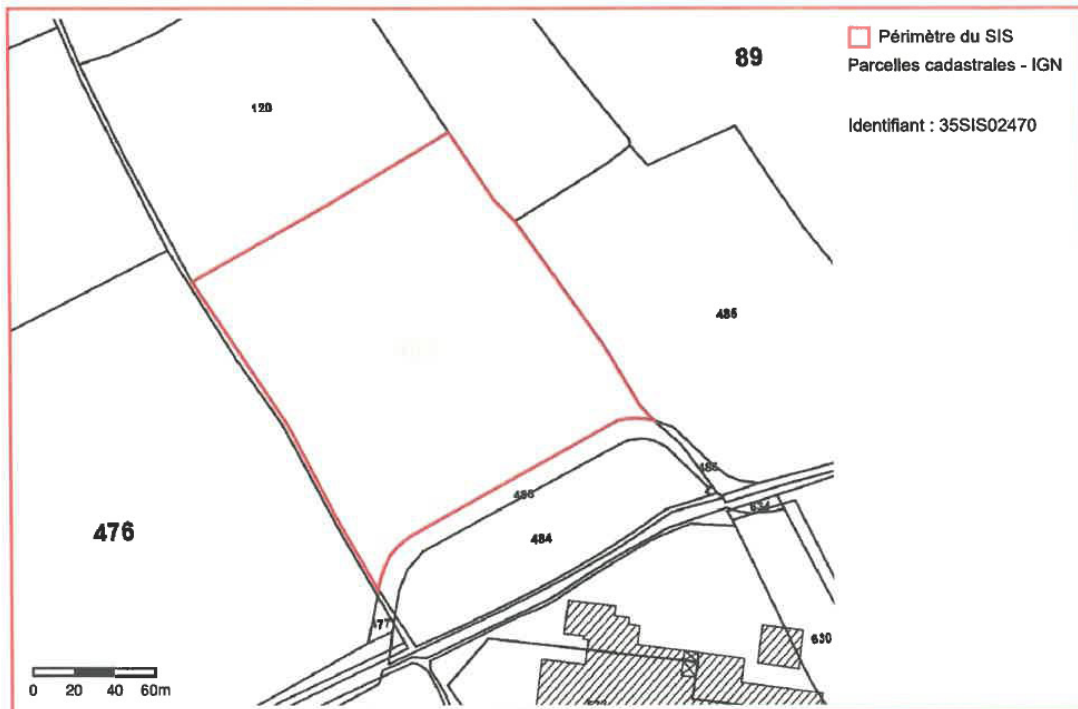 Périmètre du SIS
Parcelles cadastrales - IGN
Identifiant : 35SIS02470
89
120
485
486
484
476
630
0 20 40 60m